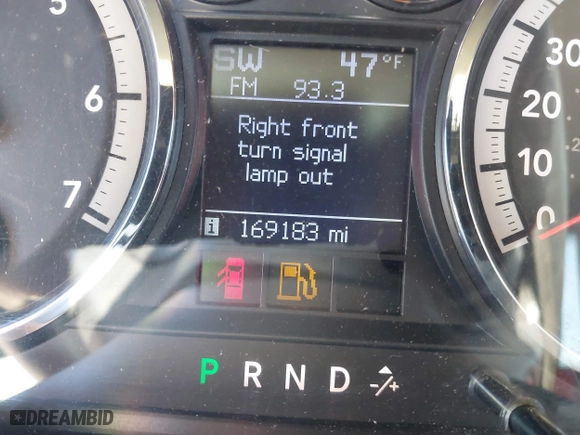 SW 47°F
FM 93.3
Right front
turn signal
lamp out
i 169183 mi
5
6
7
30
20
10
0
2
P R N D -/+
DREAMBID